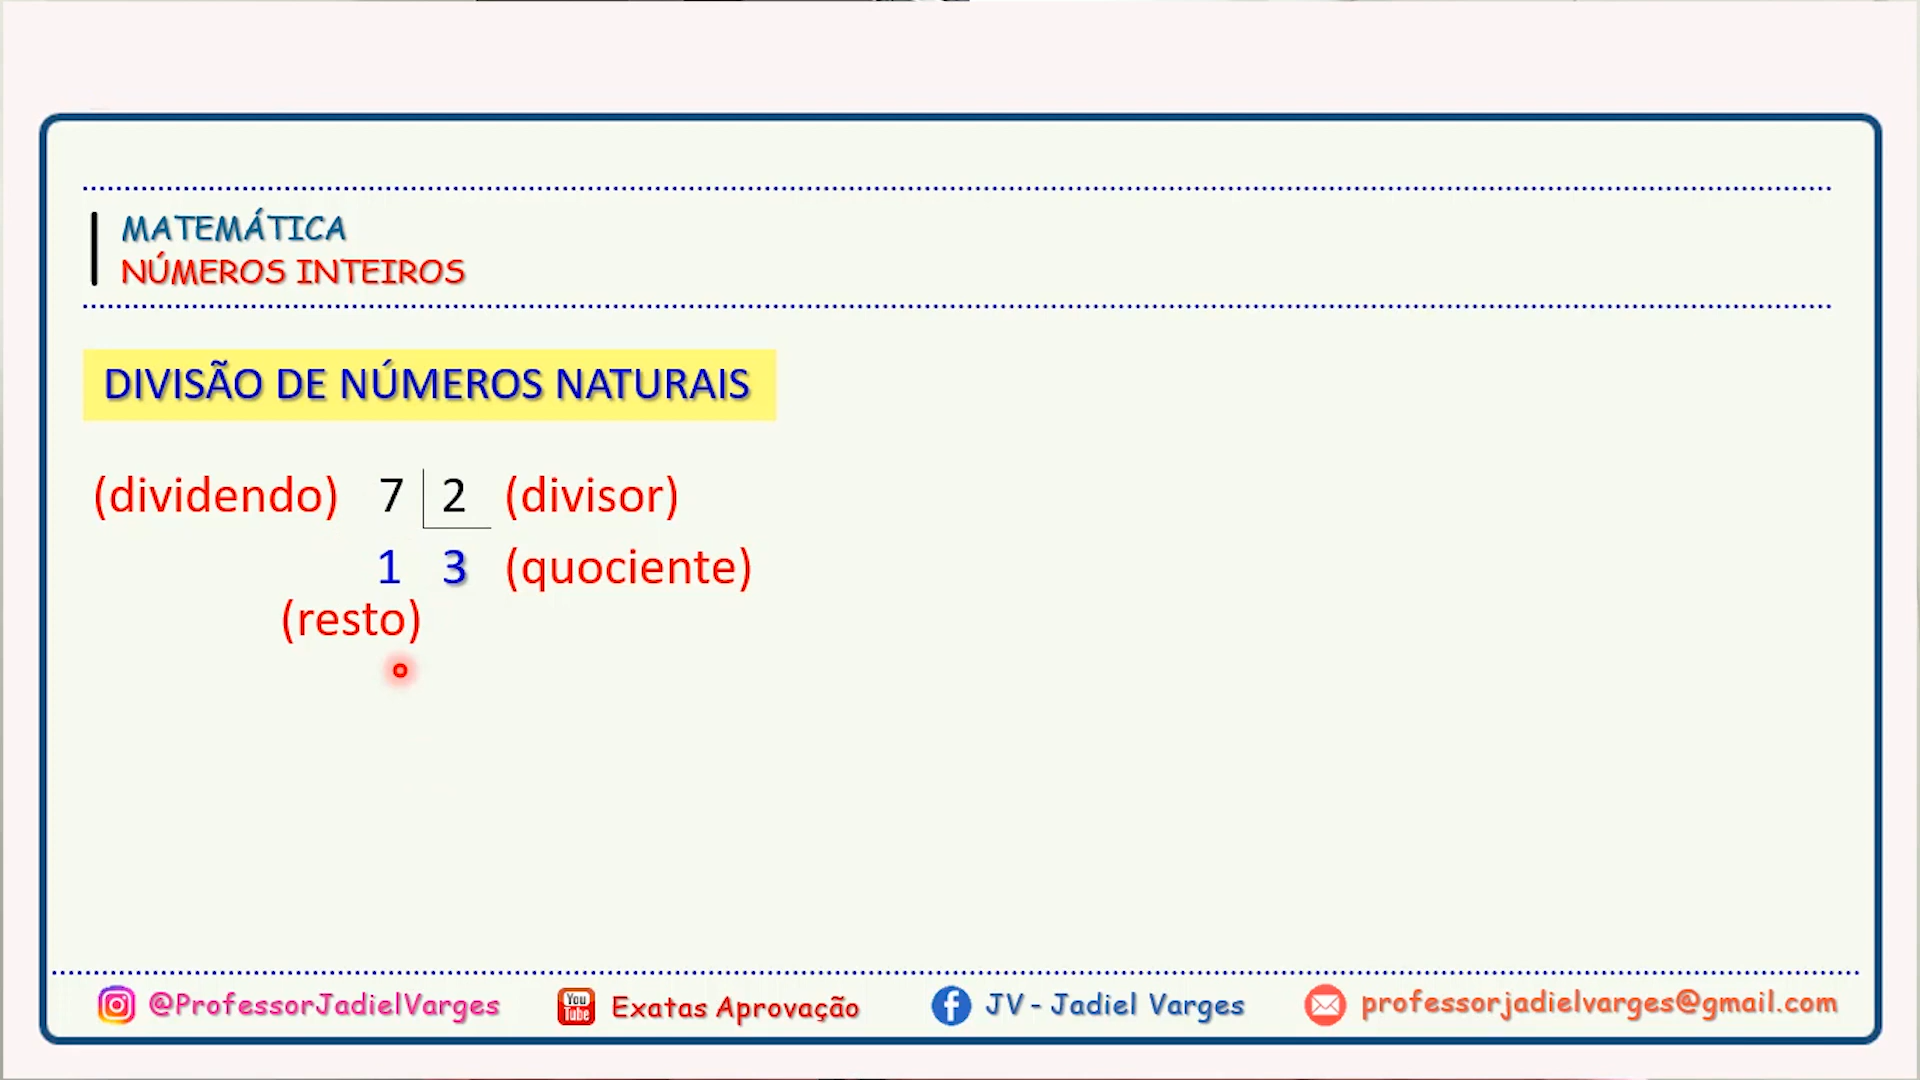 MATEMÁTICA
NÚMEROS INTEIROS
DIVISÃO DE NÚMEROS NATURAIS
(dividendo) 7 2 (divisor)
1 3 (quociente)
(resto)
@ProfessorJadielVarges You Tube Exatas Aprovação JV - Jadiel Varges professorjadielvarges@gmail.com